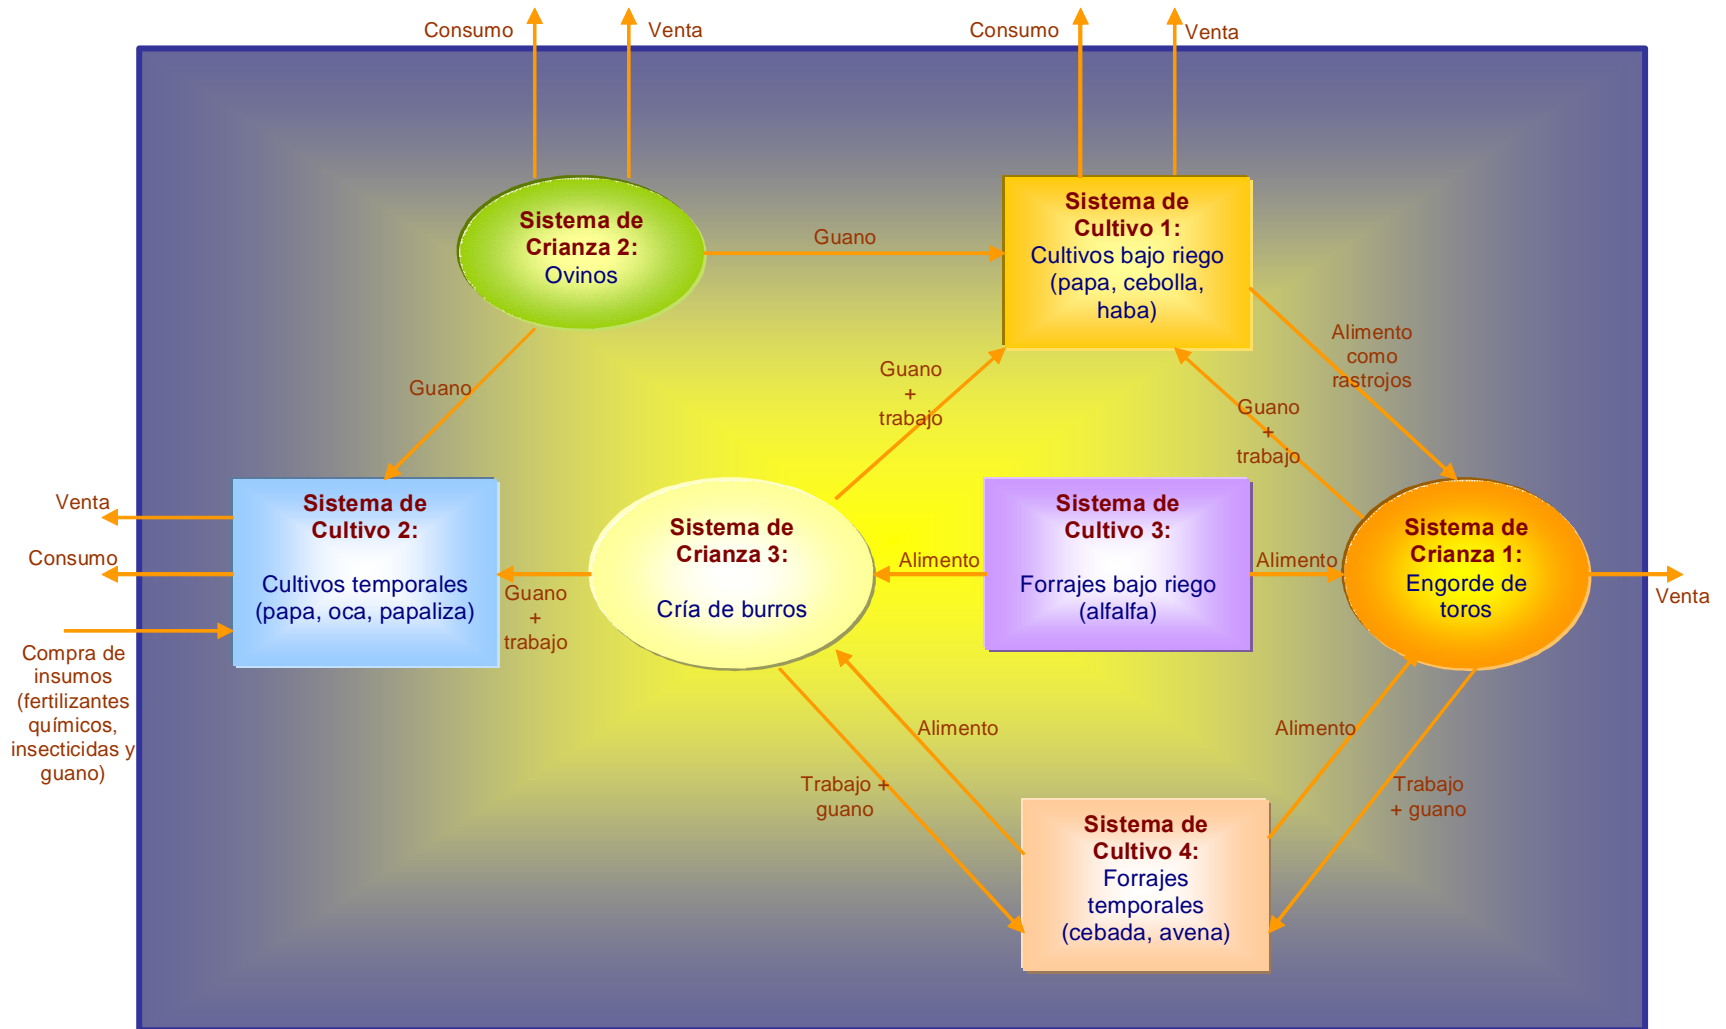 Consumo
Venta
Consumo
Venta
Sistema de
Crianza 2:
Ovinos
Guano
Sistema de
Cultivo 1:
Cultivos bajo riego
(papa, cebolla,
haba)
Alimento
como
rastrojos
Guano
Guano
+
trabajo
Guano
+
trabajo
Venta
Consumo
Compra de
insumos
(fertilizantes
químicos,
insecticidas y
guano)
Sistema de
Cultivo 2:
Cultivos temporales
(papa, oca, papaliza)
Guano
+
trabajo
Sistema de
Crianza 3:
Cría de burros
Alimento
Sistema de
Cultivo 3:
Forrajes bajo riego
(alfalfa)
Alimento
Sistema de
Crianza 1:
Engorde de
toros
Venta
Alimento
Trabajo +
guano
Alimento
Trabajo
+ guano
Sistema de
Cultivo 4:
Forrajes
temporales
(cebada, avena)